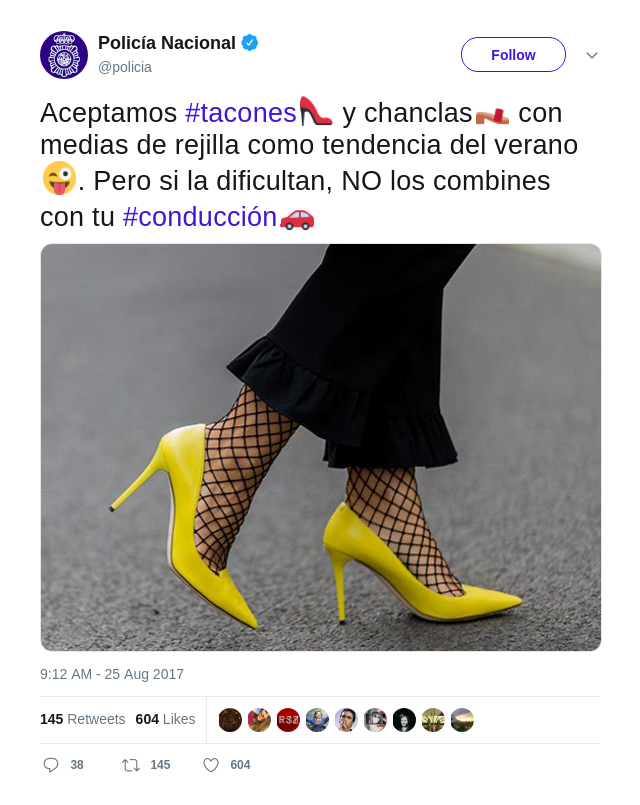 Policía Nacional
@policia
Follow
Aceptamos #tacones👠 y chanclas👡 con
medias de rejilla como tendencia del verano
😜. Pero si la dificultan, NO los combines
con tu #conducción🚗
9:12 AM - 25 Aug 2017
145 Retweets 604 Likes
38 145 604